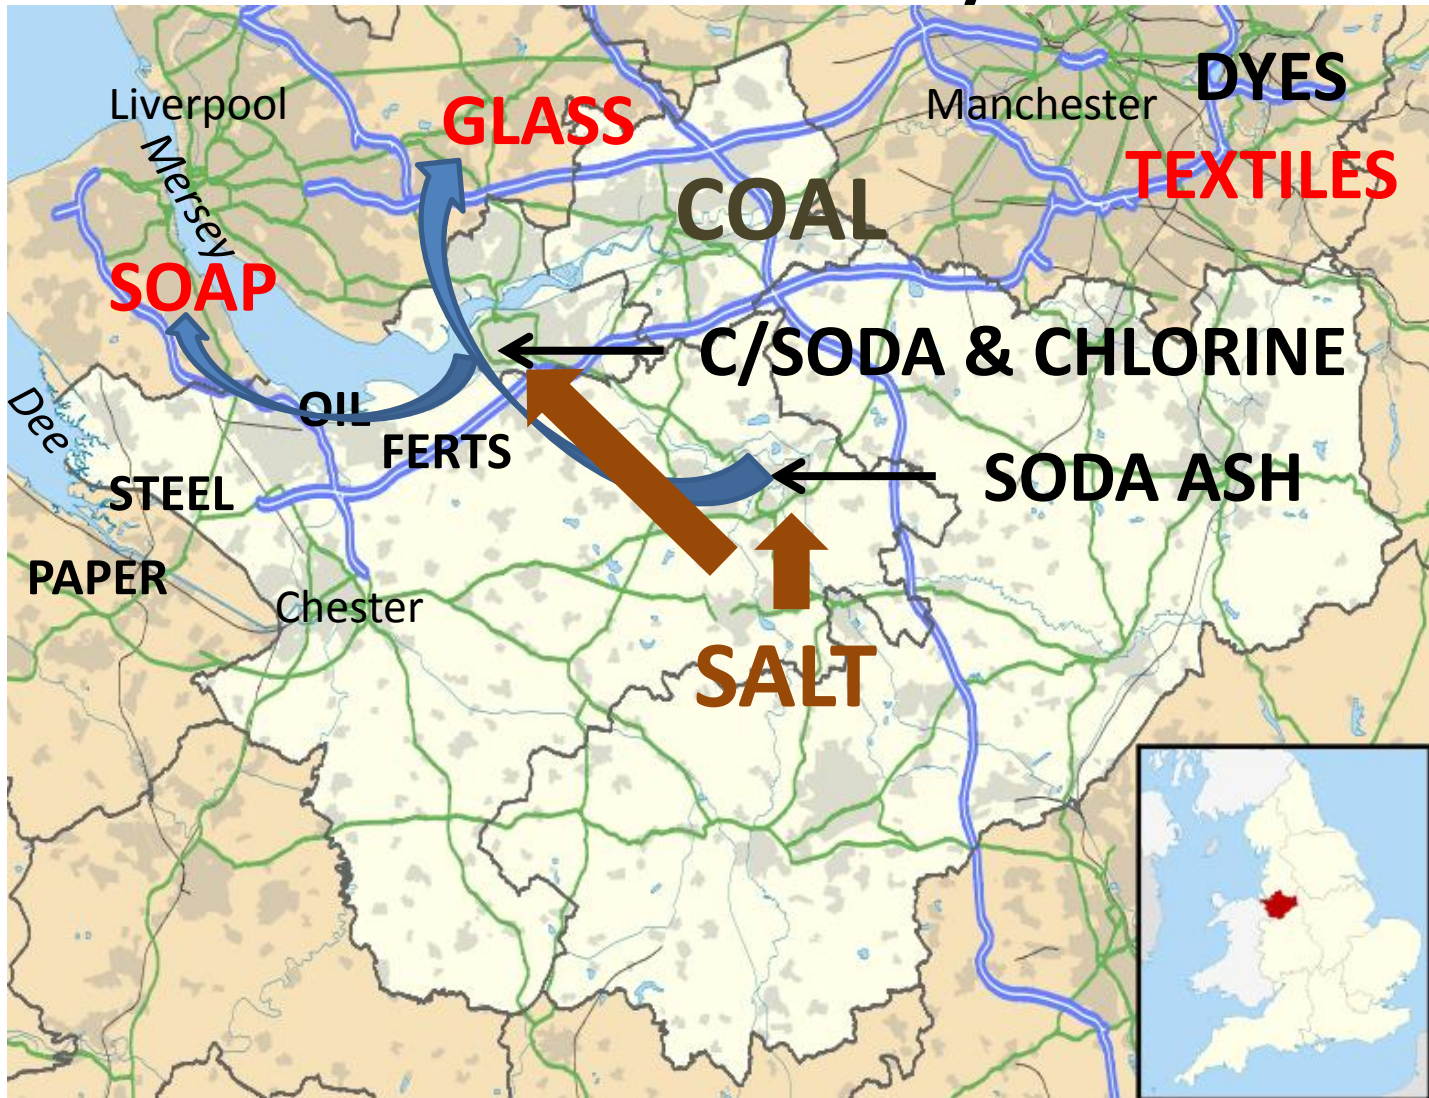 Liverpool
GLASS
Manchester
DYES
Mersey
TEXTILES
COAL
SOAP
C/SODA & CHLORINE
Dee
OIL
FERTS
SODA ASH
STEEL
PAPER
Chester
SALT